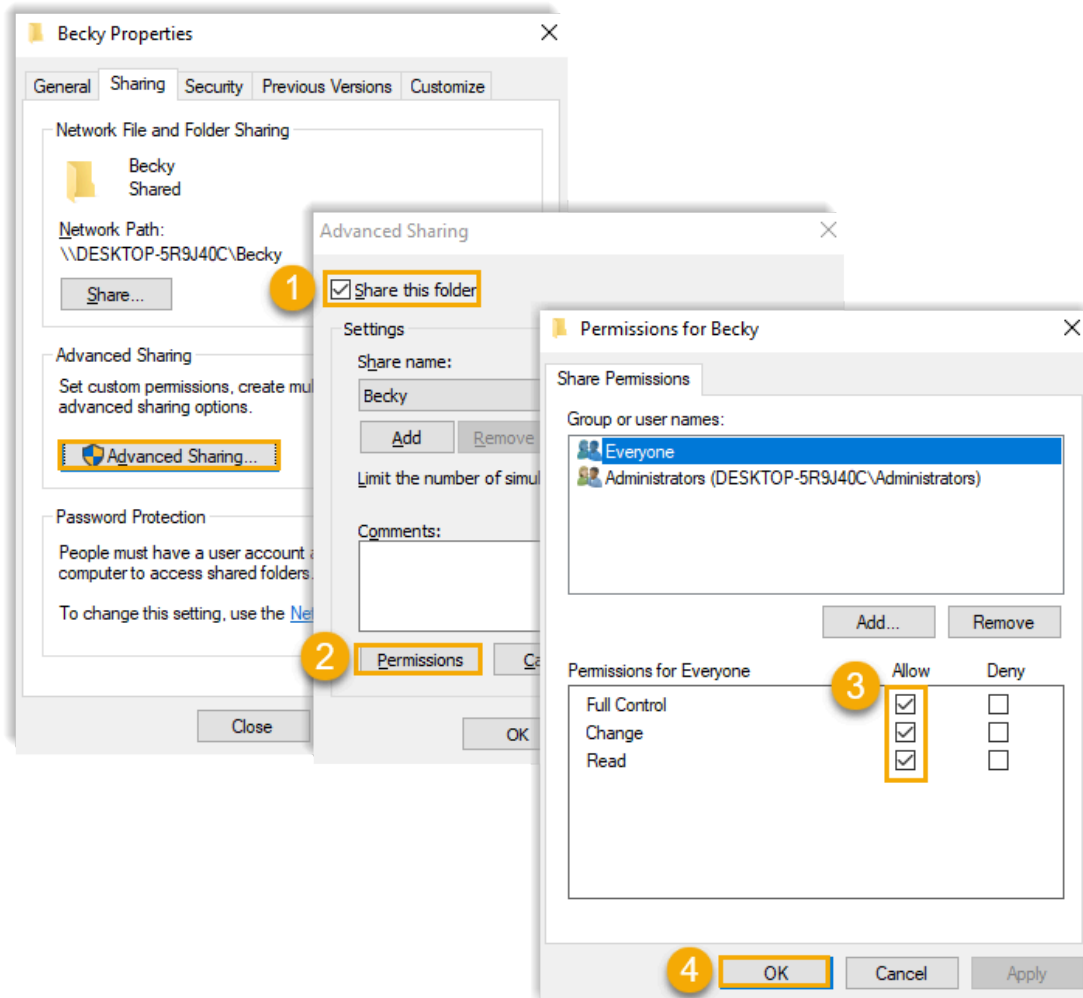 Becky Properties
General Sharing Security Previous Versions Customize
Network File and Folder Sharing
Becky
Shared
Network Path:
\\DESKTOP-5R9J40C\Becky
Share...
Advanced Sharing
Set custom permissions, create mul
advanced sharing options.
Advanced Sharing...
Password Protection
People must have a user account
computer to access shared folders.
To change this setting, use the Net
Close
Advanced Sharing
1
Share this folder
Settings
Share name:
Becky
Add Remove
Limit the number of simul
Comments:
2
Permissions Ca
OK
Permissions for Becky
Share Permissions
Group or user names:
Everyone
Administrators (DESKTOP-5R9J40C\Administrators)
Add... Remove
Permissions for Everyone Allow Deny
3
Full Control
Change
Read
4
OK Cancel Apply